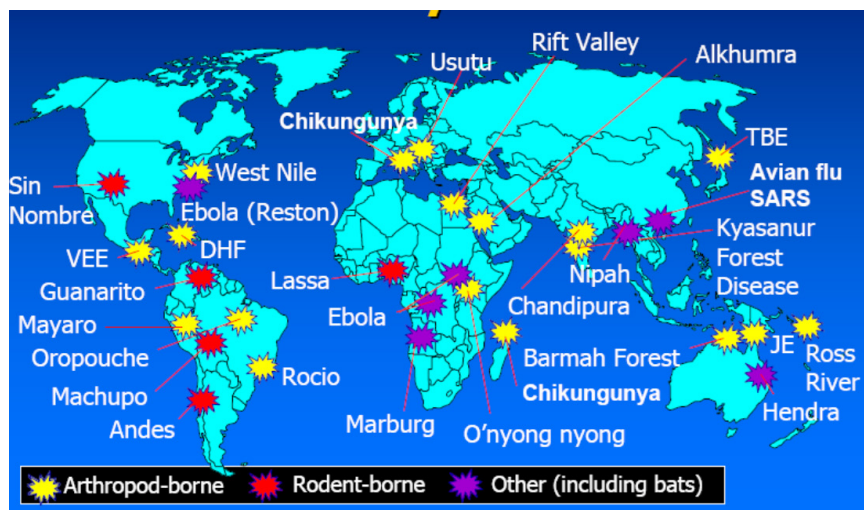 Rift Valley
Alkhumra
Usutu
Chikungunya
TBE
West Nile
Avian flu
SARS
Sin
Nombre
Ebola (Reston)
Kyasanur
Forest
Disease
VEE
DHF
Nipah
Guanarito
Lassa
Chandipura
Mayaro
Ebola
Oropouche
Barmah Forest
JE
Ross
River
Machupo
Rocio
Chikungunya
Hendra
Andes
Marburg
O'nyong nyong
Arthropod-borne
Rodent-borne
Other (including bats)